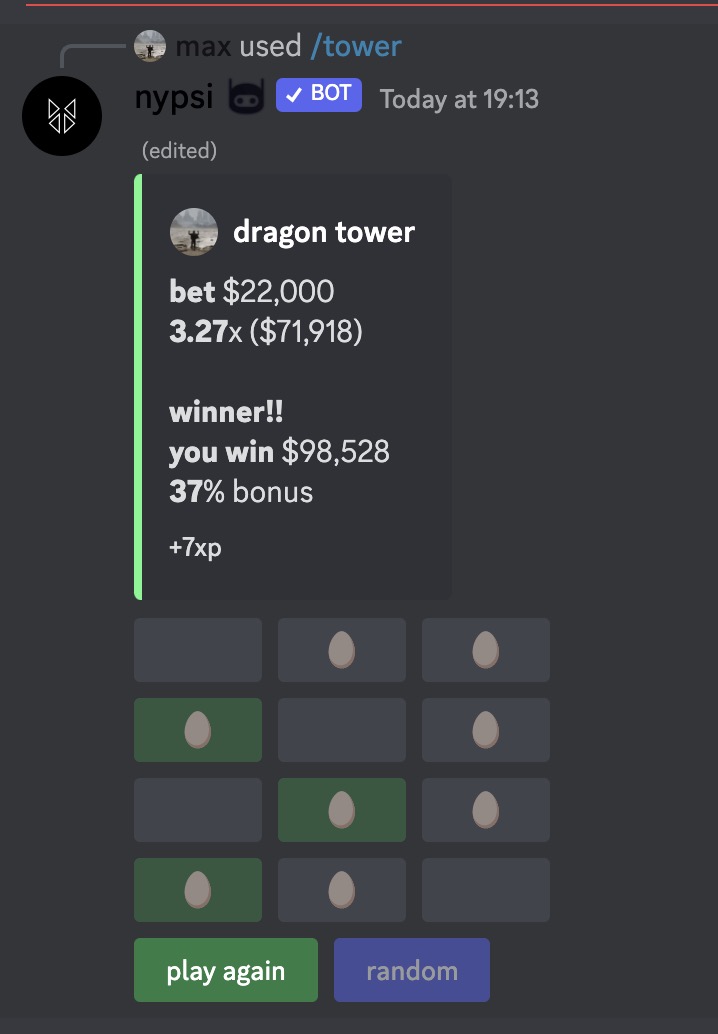 max used /tower
nypsi ✓ BOT Today at 19:13
(edited)
dragon tower
bet $22,000
3.27x ($71,918)
winner!!
you win $98,528
37% bonus
+7xp
play again random